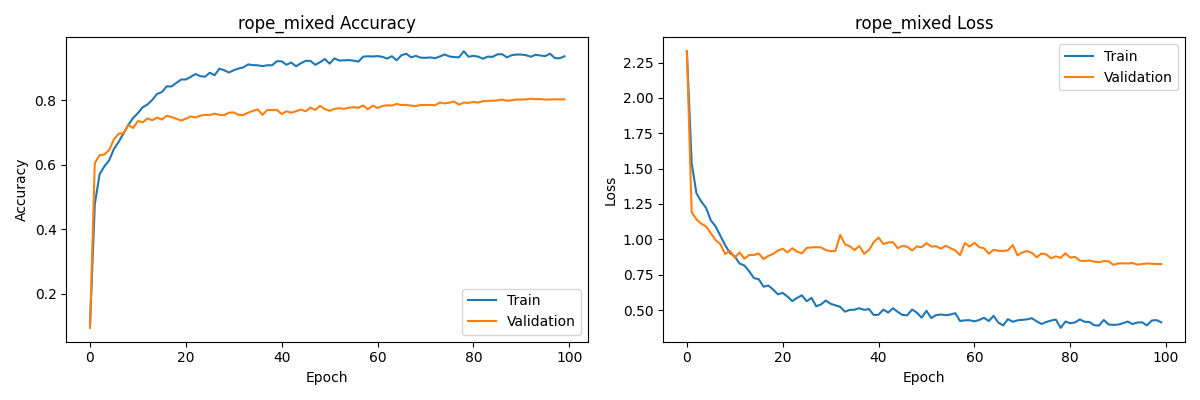 rope_mixed Accuracy
Accuracy
0.8
0.6
0.4
0.2
0 20 40 60 80 100
Epoch
Train
Validation
rope_mixed Loss
Loss
2.25
2.00
1.75
1.50
1.25
1.00
0.75
0.50
0 20 40 60 80 100
Epoch
Train
Validation